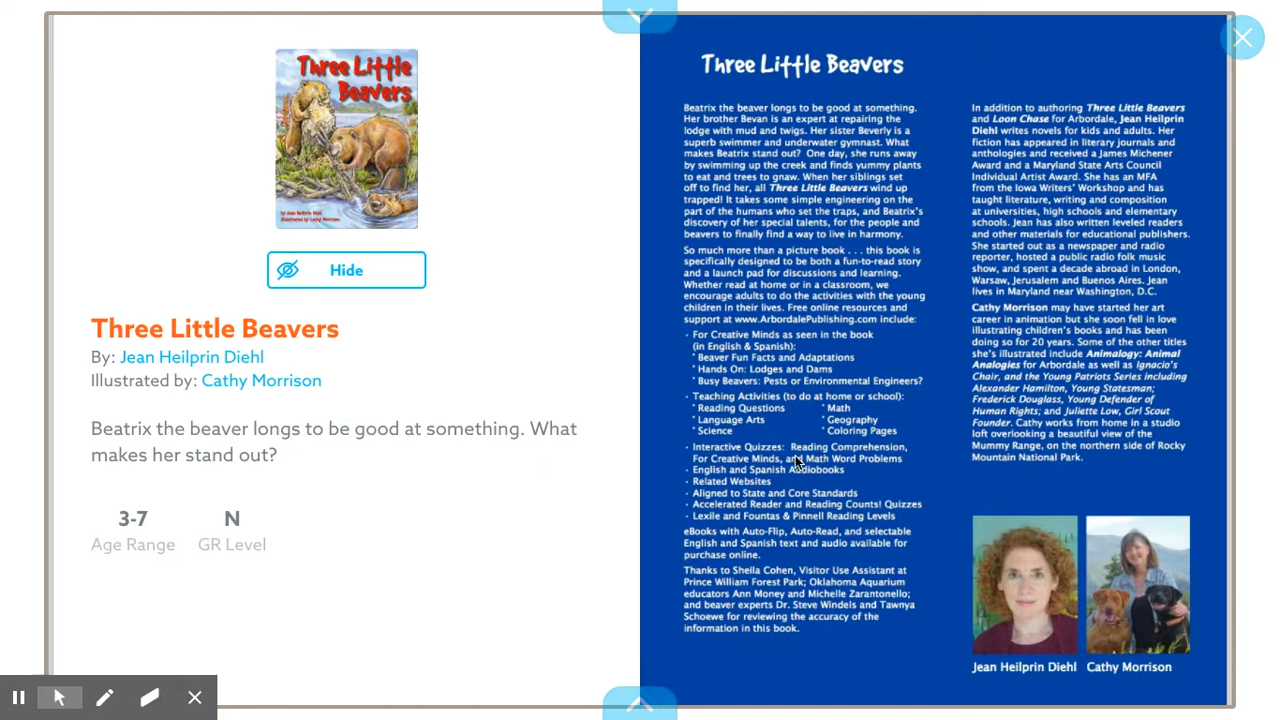 Three Little
Beavers
by Jean Heilprin Diehl
Illustrated by Cathy Morrison
Hide
Three Little Beavers
By: Jean Heilprin Diehl
Illustrated by: Cathy Morrison
Beatrix the beaver longs to be good at something. What
makes her stand out?
3-7
Age Range
N
GR Level
Three Little Beavers
Beatrix the beaver longs to be good at something.
Her brother Bevan is an expert at repairing the
lodge with mud and twigs. Her sister Beverly is a
superb swimmer and underwater gymnast. What
makes Beatrix stand out? One day, she runs away
by swimming up the creek and finds yummy plants
to eat and trees to gnaw. When her siblings set
off to find her, all Three Little Beavers wind up
trapped! It takes some simple engineering on the
part of the humans who set the traps, and Beatrix's
discovery of her special talents, for the people and
beavers to finally find a way to live in harmony.
So much more than a picture book . . . this book is
specifically designed to be both a fun-to-read story
and a launch pad for discussions and learning.
Whether read at home or in a classroom, we
encourage adults to do the activities with the young
children in their lives. Free online resources and
support at www.ArbordalePublishing.com include:
· For Creative Minds as seen in the book
(in English & Spanish):
* Beaver Fun Facts and Adaptations
* Hands On: Lodges and Dams
* Busy Beavers: Pests or Environmental Engineers?
· Teaching Activities (to do at home or school):
* Reading Questions * Math
* Language Arts * Geography
* Science * Coloring Pages
· Interactive Quizzes: Reading Comprehension,
For Creative Minds, and Math Word Problems
· English and Spanish Audiobooks
· Related Websites
· Aligned to State and Core Standards
· Accelerated Reader and Reading Counts! Quizzes
· Lexile and Fountas & Pinnell Reading Levels
eBooks with Auto-Flip, Auto-Read, and selectable
English and Spanish text and audio available for
purchase online.
Thanks to Sheila Cohen, Visitor Use Assistant at
Prince William Forest Park; Oklahoma Aquarium
educators Ann Money and Michelle Zarantonello;
and beaver experts Dr. Steve Windels and Tawnya
Schoewe for reviewing the accuracy of the
information in this book.
In addition to authoring Three Little Beavers
and Loon Chase for Arbordale, Jean Heilprin
Diehl writes novels for kids and adults. Her
fiction has appeared in literary journals and
anthologies and received a James Michener
Award and a Maryland State Arts Council
Individual Artist Award. She has an MFA
from the Iowa Writers' Workshop and has
taught literature, writing and composition
at universities, high schools and elementary
schools. Jean has also written leveled readers
and other materials for educational publishers.
She started out as a newspaper and radio
reporter, hosted a public radio folk music
show, and spent a decade abroad in London,
Warsaw, Jerusalem and Buenos Aires. Jean
lives in Maryland near Washington, D.C.
Cathy Morrison may have started her art
career in animation but she soon fell in love
illustrating children's books and has been
doing so for 20 years. Some of the other titles
she's illustrated include Animalogy: Animal
Analogies for Arbordale as well as Ignacio's
Chair, and the Young Patriots Series including
Alexander Hamilton, Young Statesman;
Frederick Douglass, Young Defender of
Human Rights; and Juliette Low, Girl Scout
Founder. Cathy works from home in a studio
loft overlooking a beautiful view of the
Mummy Range, on the northern side of Rocky
Mountain National Park.
Jean Heilprin Diehl Cathy Morrison